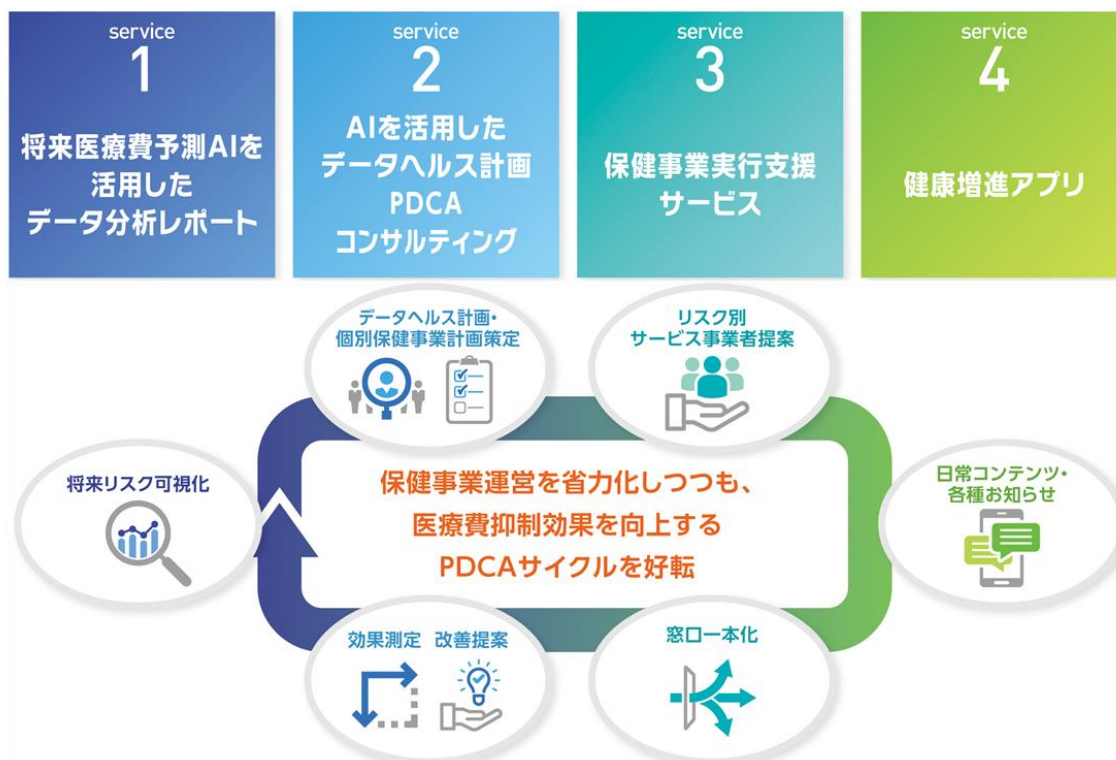 service
1
将来医療費予測AIを
活用した
データ分析レポート
service
2
AIを活用した
データヘルス計画
PDCA
コンサルティング
service
3
保健事業実行支援
サービス
service
4
健康増進アプリ
データヘルス計画・
個別保健事業計画策定
リスク別
サービス事業者提案
将来リスク可視化
保健事業運営を省力化しつつも、
医療費抑制効果を向上する
PDCAサイクルを好転
日常コンテンツ・
各種お知らせ
効果測定 改善提案
窓口一本化